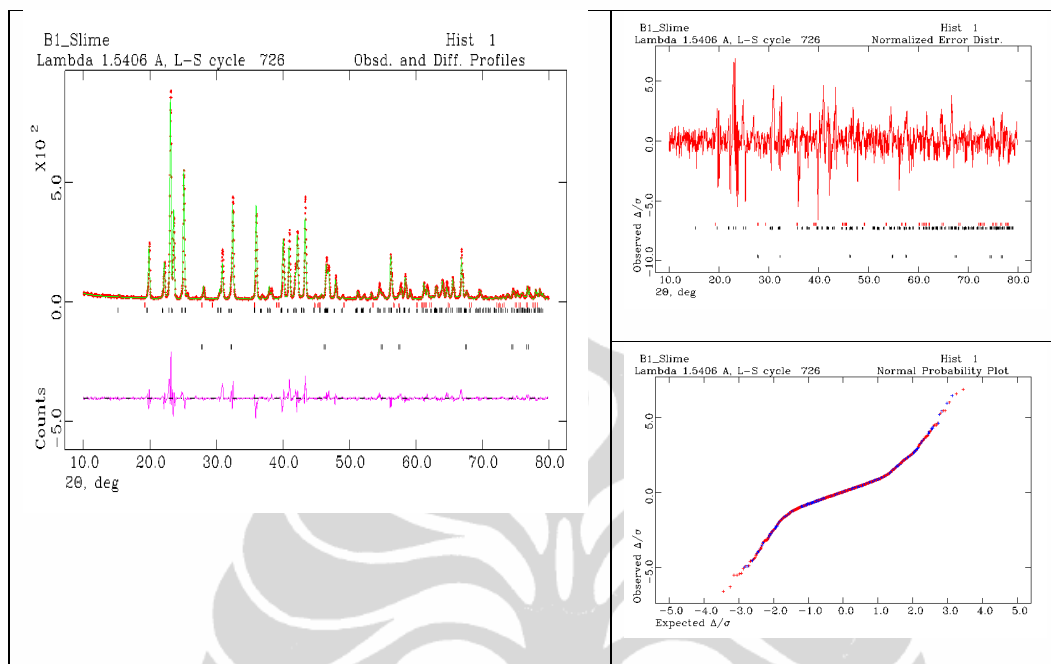 B1_Slime Hist 1
Lambda 1.5406 A, L-S cycle 726 Obsd. and Diff. Profiles
X10 2
5.0
0.0
-5.0
Counts
10.0 20.0 30.0 40.0 50.0 60.0 70.0 80.0
2θ, deg
B1_Slime Hist 1
Lambda 1.5406 A, L-S cycle 726 Normalized Error Distr.
5.0
0.0
-5.0
-10.0
Observed Δ/σ
10.0 20.0 30.0 40.0 50.0 60.0 70.0 80.0
2θ, deg
B1_Slime Hist 1
Lambda 1.5406 A, L-S cycle 726 Normal Probability Plot
5.0
0.0
-5.0
Observed Δ/σ
-5.0 -4.0 -3.0 -2.0 -1.0 0.0 1.0 2.0 3.0 4.0 5.0
Expected Δ/σ